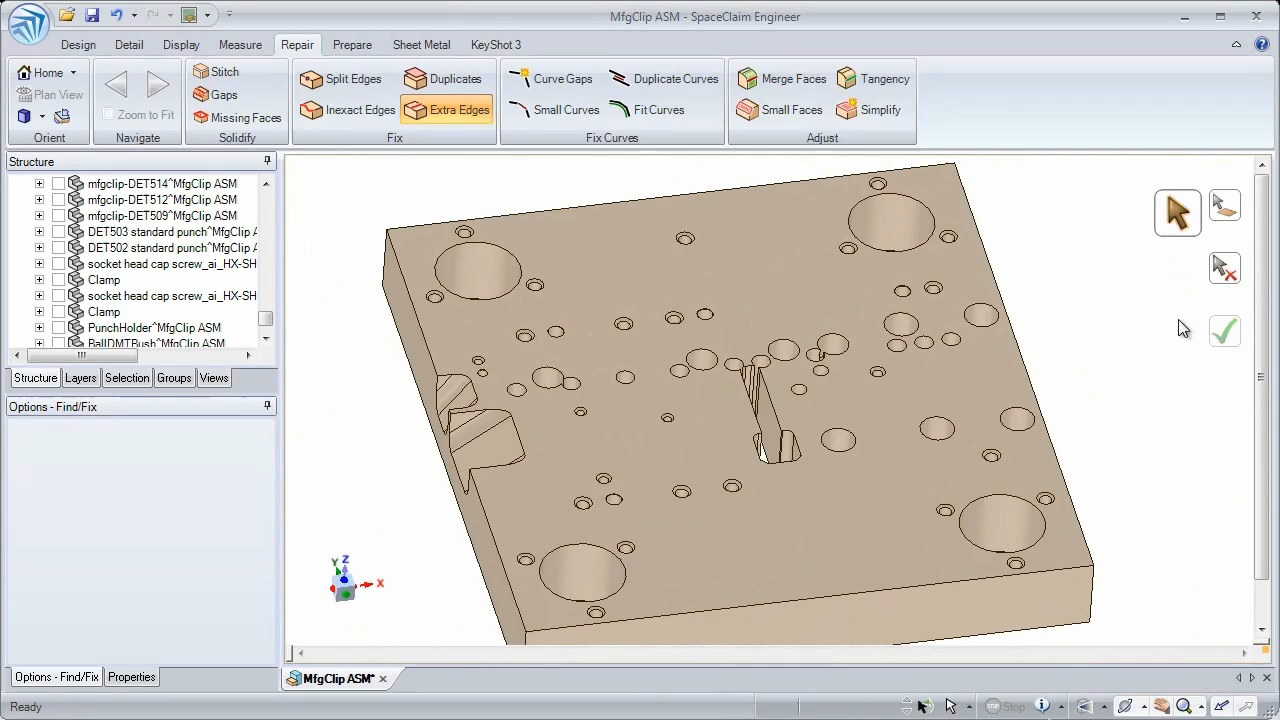 MfgClip ASM - SpaceClaim Engineer
Design Detail Display Measure Repair Prepare Sheet Metal KeyShot 3
Home Stitch Split Edges Duplicates Curve Gaps Duplicate Curves Merge Faces Tangency
Plan View Gaps
Zoom to Fit Missing Faces Inexact Edges Extra Edges Small Curves Fit Curves Small Faces Simplify
Orient Navigate Solidify Fix Fix Curves Adjust
Structure
mfgclip-DET514^MfgClip ASM
mfgclip-DET512^MfgClip ASM
mfgclip-DET509^MfgClip ASM
DET503 standard punch^MfgClip A
DET502 standard punch^MfgClip A
socket head cap screw_ai_HX-SH
Clamp
socket head cap screw_ai_HX-SH
Clamp
PunchHolder^MfgClip ASM
BallDMTBush^MfgClip ASM
Structure Layers Selection Groups Views
Options - Find/Fix
Y Z
X
Options - Find/Fix Properties
MfgClip ASM*
Ready Stop